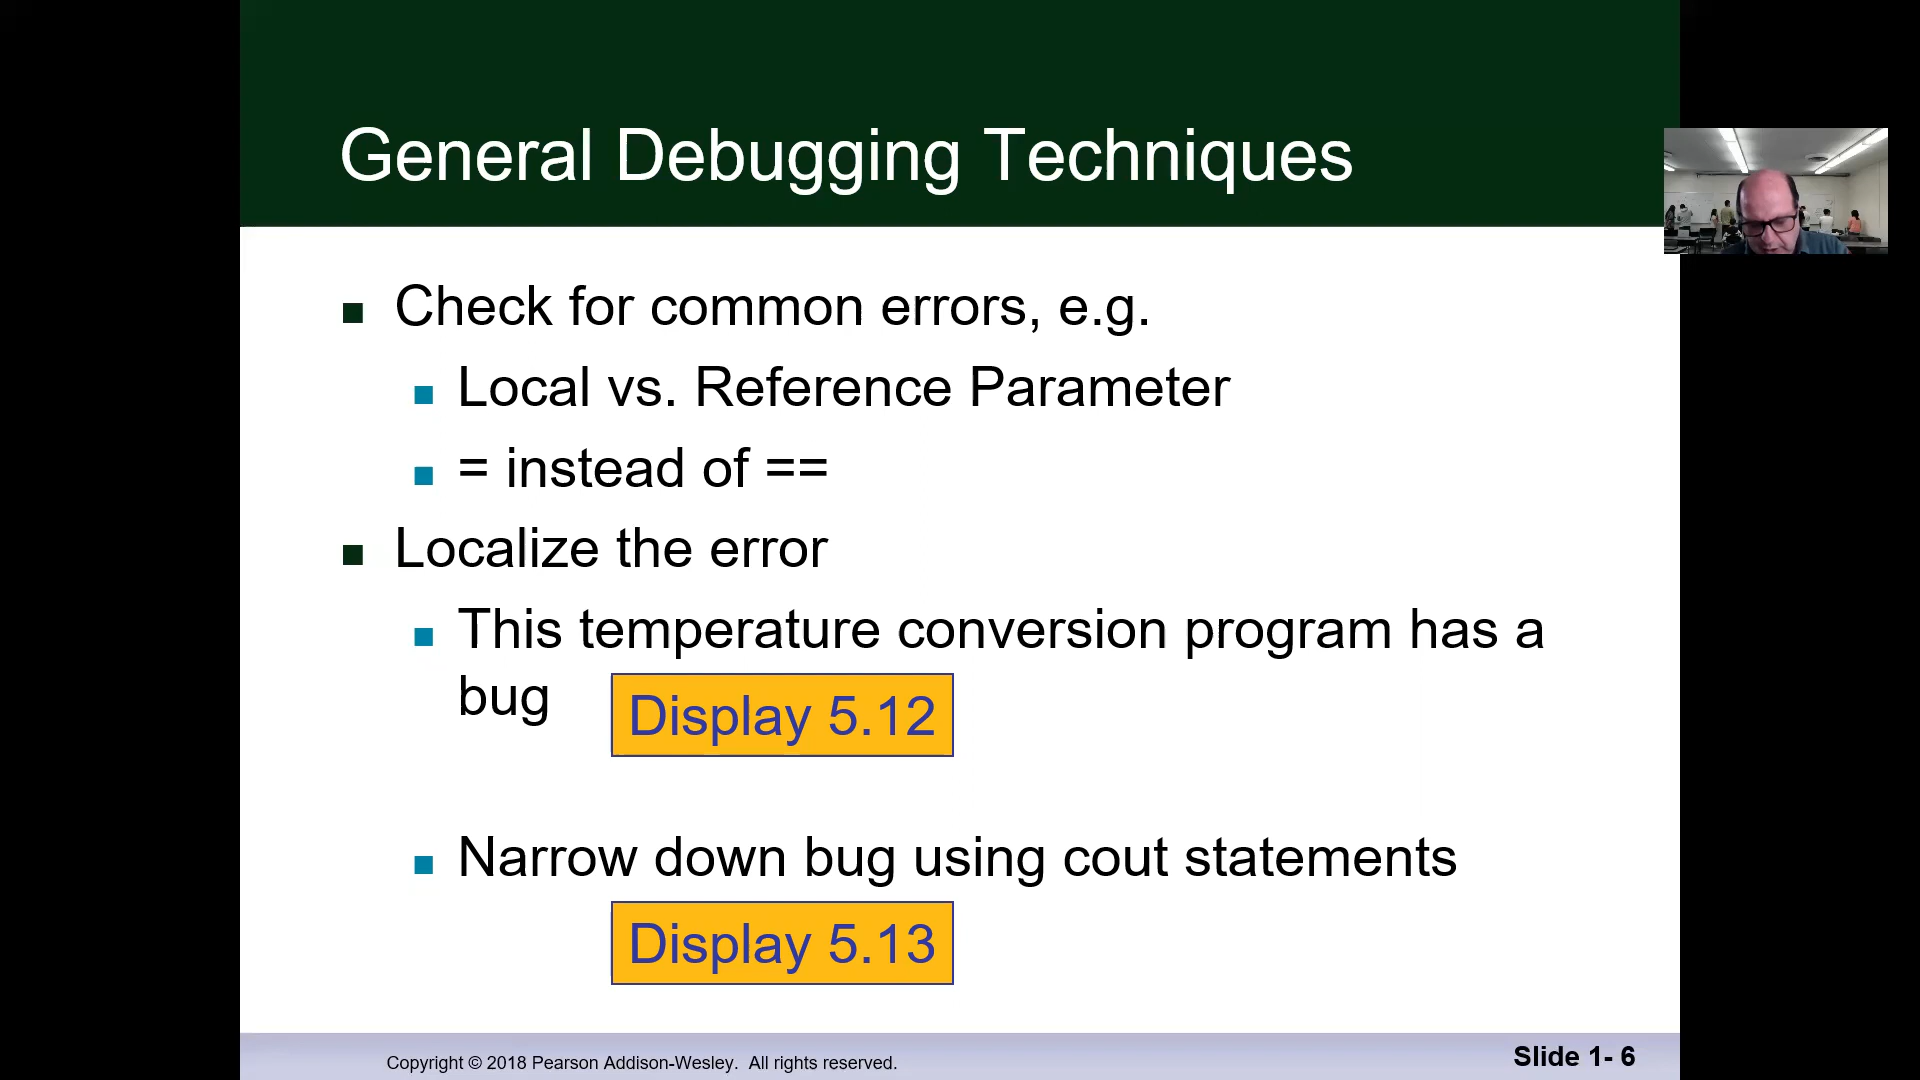 General Debugging Techniques
Check for common errors, e.g.
Local vs. Reference Parameter
= instead of ==
Localize the error
This temperature conversion program has a
bug
Display 5.12
Narrow down bug using cout statements
Display 5.13
Copyright © 2018 Pearson Addison-Wesley. All rights reserved.
Slide 1- 6